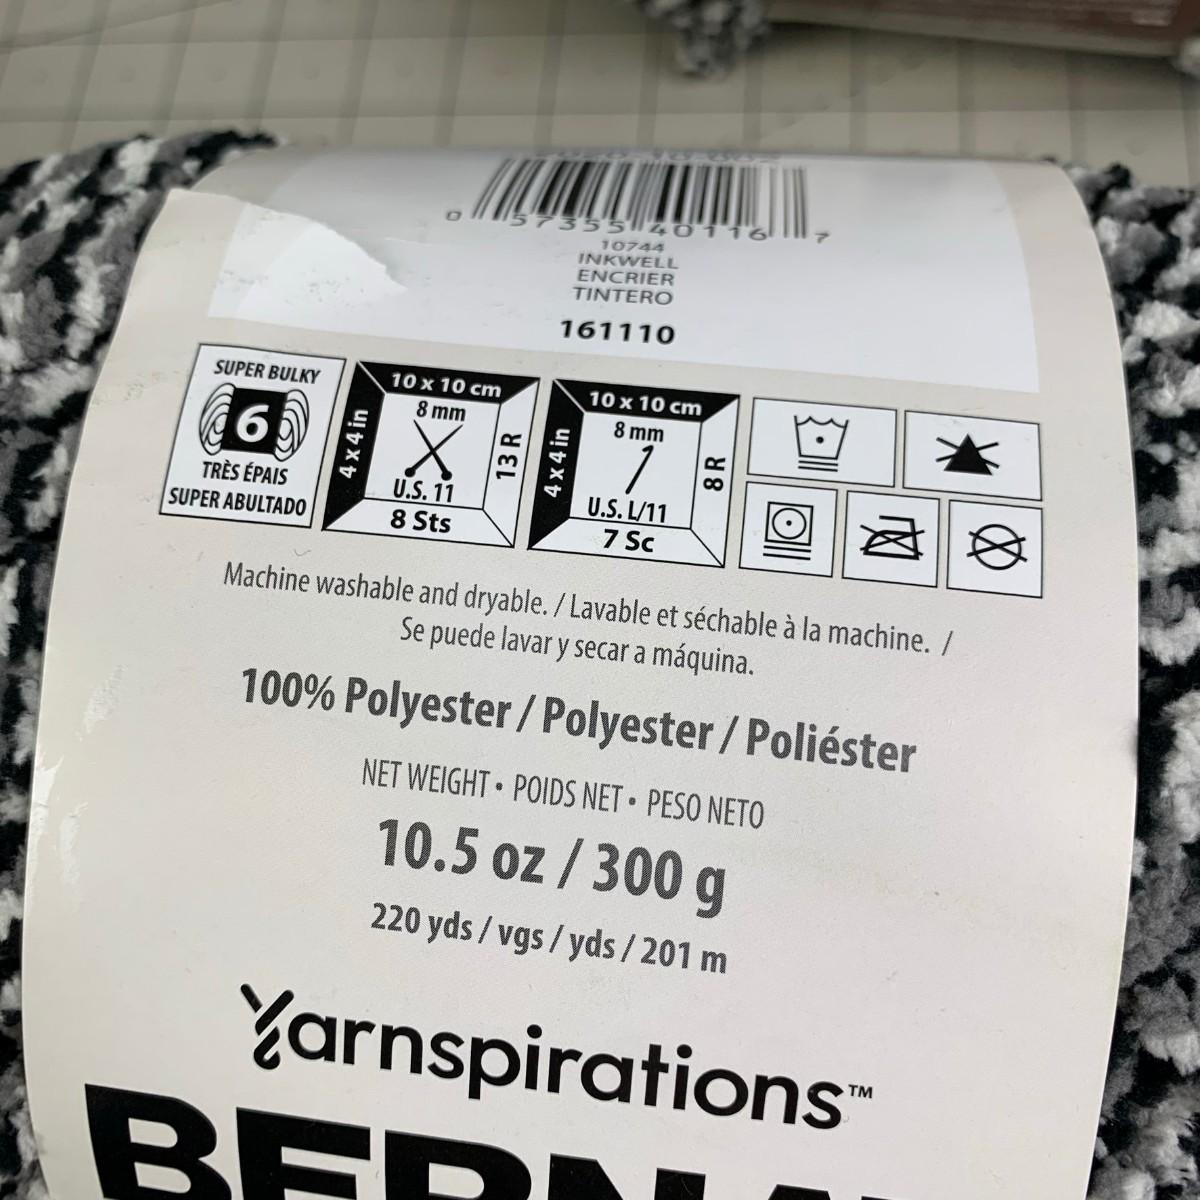 0 57355 40116 7
10744
INKWELL
ENCRIER
TINTERO
161110
SUPER BULKY
6
TRÈS ÉPAIS
SUPER ABULTADO
10 x 10 cm
4 x 4 in
8 mm
13 R
U.S. 11
8 Sts
10 x 10 cm
4 x 4 in
8 mm
8 R
U.S. L/11
7 Sc
Machine washable and dryable. / Lavable et séchable à la machine. /
Se puede lavar y secar a máquina.
100% Polyester / Polyester / Poliéster
NET WEIGHT • POIDS NET • PESO NETO
10.5 oz / 300 g
220 yds / vgs / yds / 201 m
Yarnspirations™